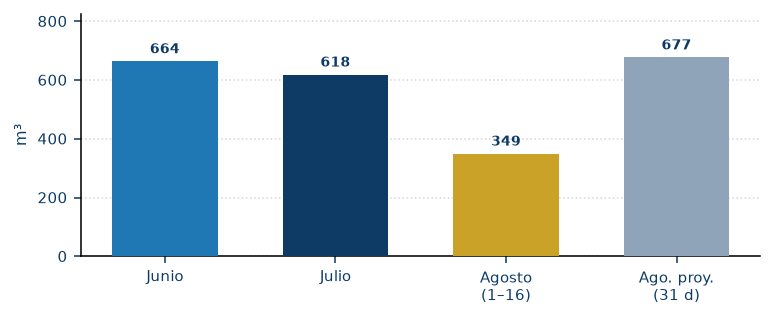 m³
800
600
400
200
0
664
618
349
677
Junio
Julio
Agosto
(1–16)
Ago. proy.
(31 d)